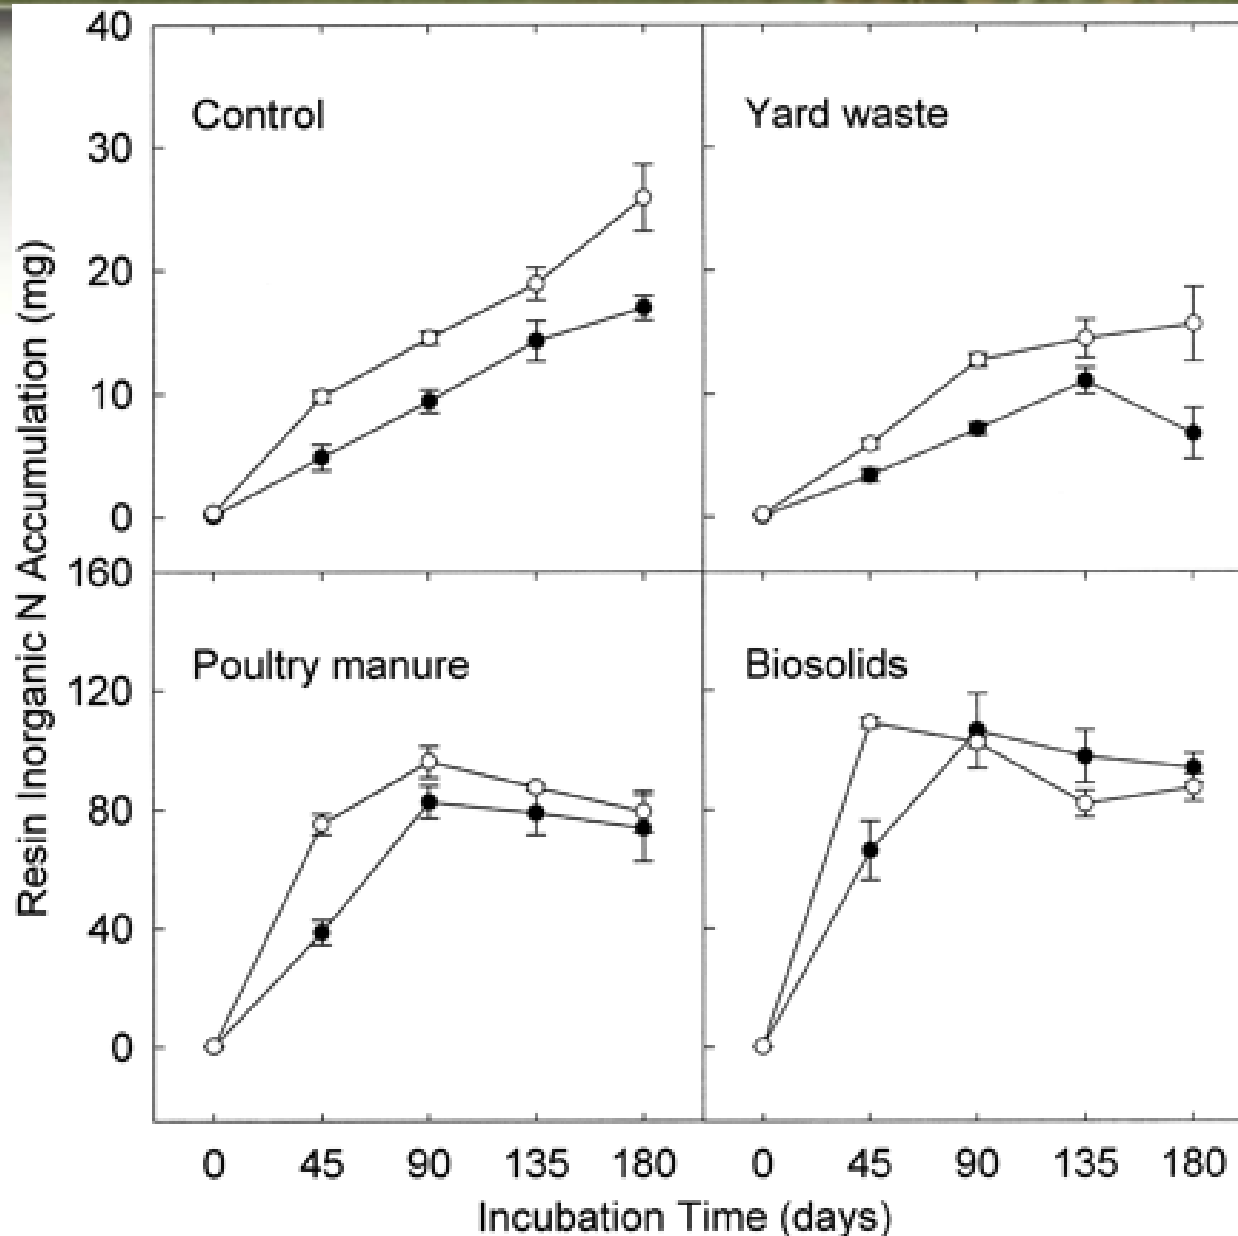 Resin Inorganic N Accumulation (mg)
40
30
20
10
0
Control
Yard waste
160
120
80
40
0
Poultry manure
Biosolids
0 45 90 135 180
0 45 90 135 180
Incubation Time (days)